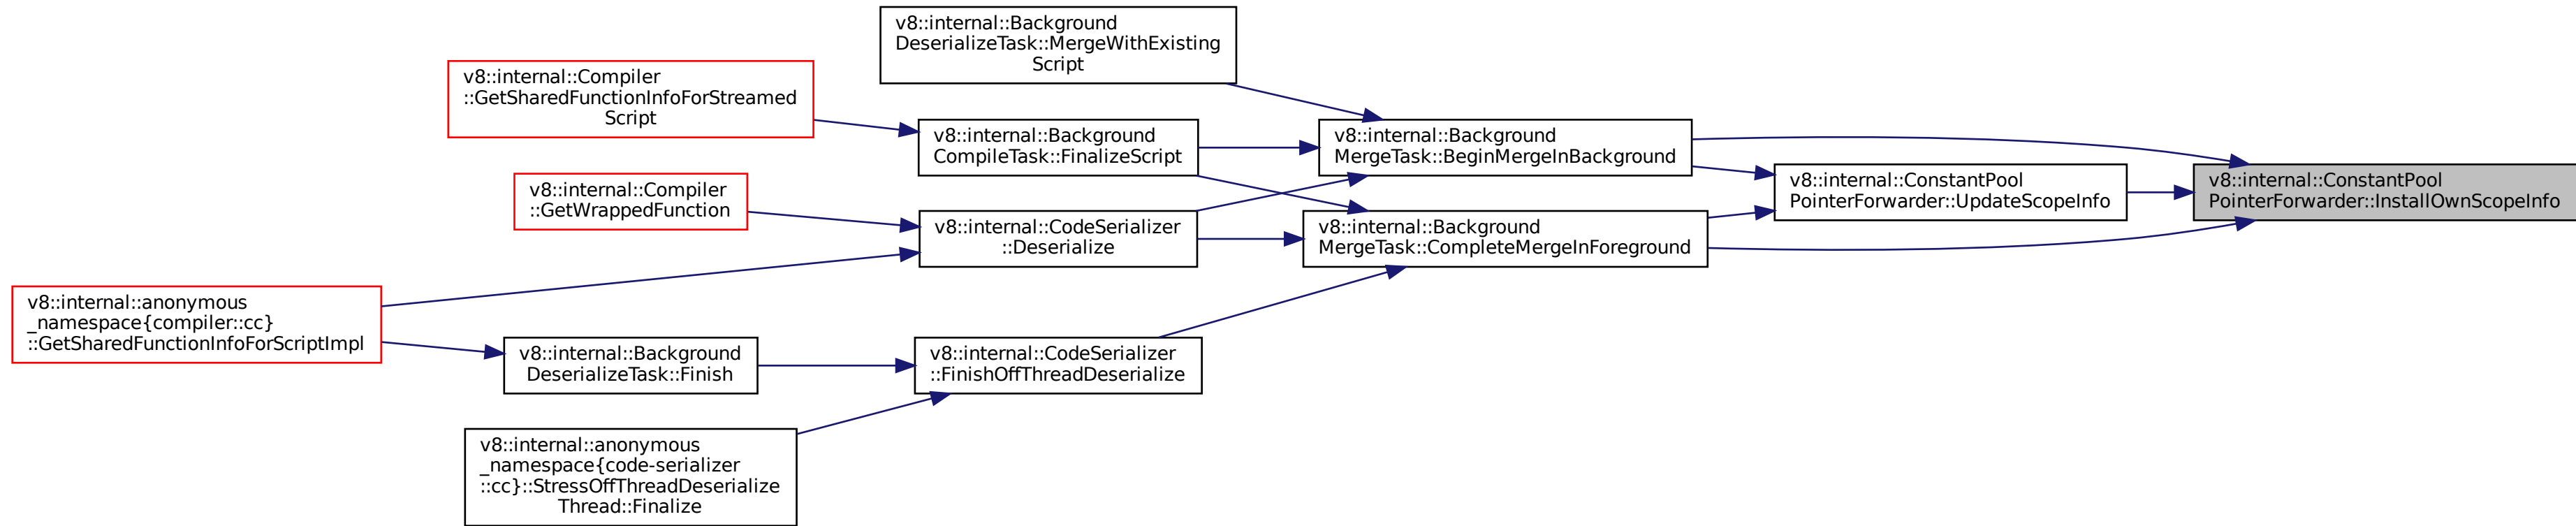 v8::internal::Background
DeserializeTask::MergeWithExisting
Script
v8::internal::Compiler
::GetSharedFunctionInfoForStreamed
Script
v8::internal::Background
CompileTask::FinalizeScript
v8::internal::Background
MergeTask::BeginMergeInBackground
v8::internal::Compiler
::GetWrappedFunction
v8::internal::ConstantPool
PointerForwarder::UpdateScopeInfo
v8::internal::ConstantPool
PointerForwarder::InstallOwnScopeInfo
v8::internal::CodeSerializer
::Deserialize
v8::internal::Background
MergeTask::CompleteMergeInForeground
v8::internal::anonymous
_namespace{compiler::cc}
::GetSharedFunctionInfoForScriptImpl
v8::internal::Background
DeserializeTask::Finish
v8::internal::CodeSerializer
::FinishOffThreadDeserialize
v8::internal::anonymous
_namespace{code-serializer
::cc}::StressOffThreadDeserialize
Thread::Finalize